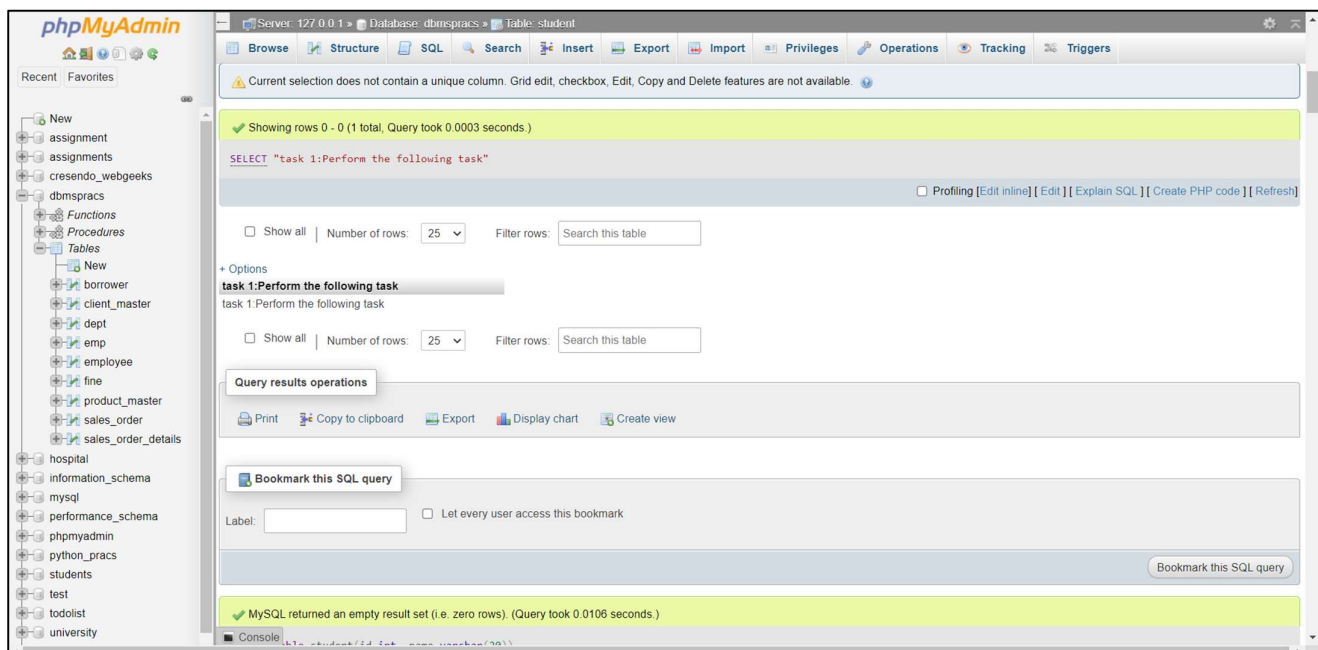 phpMyAdmin
Recent Favorites
New
assignment
assignments
cresendo_webgeeks
dbmspracs
Functions
Procedures
Tables
New
borrower
client_master
dept
emp
employee
fine
product_master
sales_order
sales_order_details
hospital
information_schema
mysql
performance_schema
phpmyadmin
python_pracs
students
test
todolist
university
Server: 127.0.0.1 » Database: dbmspracs » Table: student
Browse Structure SQL Search Insert Export Import Privileges Operations Tracking Triggers
Current selection does not contain a unique column. Grid edit, checkbox, Edit, Copy and Delete features are not available.
Showing rows 0 - 0 (1 total, Query took 0.0003 seconds.)
SELECT "task 1:Perform the following task"
Profiling [Edit inline] [ Edit ] [ Explain SQL ] [ Create PHP code ] [ Refresh]
Show all | Number of rows: 25 Filter rows: Search this table
+ Options
task 1:Perform the following task
task 1:Perform the following task
Show all | Number of rows: 25 Filter rows: Search this table
Query results operations
Print Copy to clipboard Export Display chart Create view
Bookmark this SQL query
Label: Let every user access this bookmark
Bookmark this SQL query
MySQL returned an empty result set (i.e. zero rows). (Query took 0.0106 seconds.)
Console student(id int, name varchar(20))